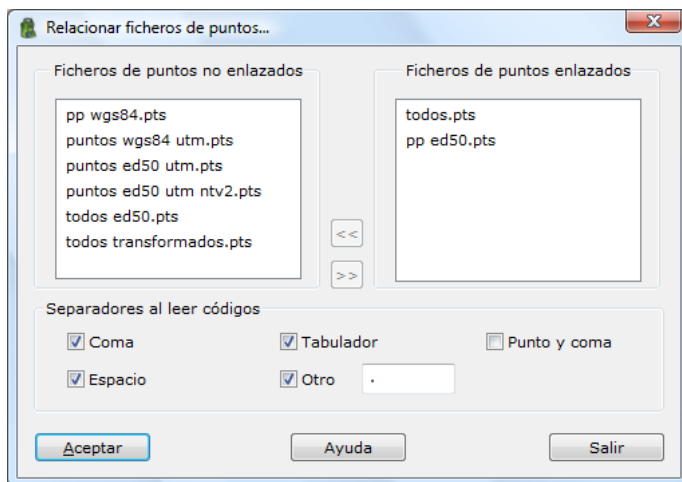 Relacionar ficheros de puntos...
Ficheros de puntos no enlazados
pp wgs84.pts
puntos wgs84 utm.pts
puntos ed50 utm.pts
puntos ed50 utm ntv2.pts
todos ed50.pts
todos transformados.pts
<<
>>
Ficheros de puntos enlazados
todos.pts
pp ed50.pts
Separadores al leer códigos
Coma
Tabulador
Punto y coma
Espacio
Otro .
Aceptar
Ayuda
Salir